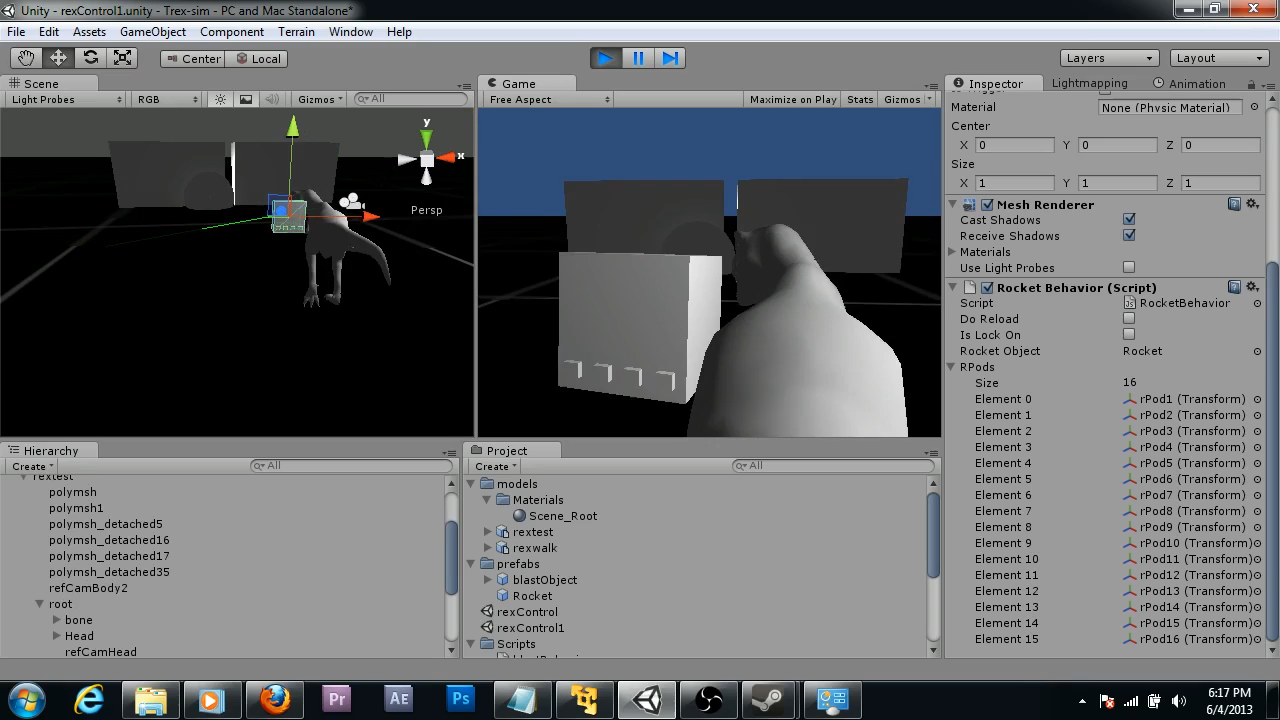 Unity - rexControl1.unity - Trex-sim - PC and Mac Standalone*
File Edit Assets GameObject Component Terrain Window Help
Center Local Layers Layout
Scene Game Inspector Lightmapping Animation
Light Probes RGB Gizmos All Free Aspect Maximize on Play Stats Gizmos
Material None (Physic Material)
Center
X 0 Y 0 Z 0
Size
X 1 Y 1 Z 1
y
x
Persp
Mesh Renderer
Cast Shadows
Receive Shadows
Materials
Use Light Probes
Rocket Behavior (Script)
Script RocketBehavior
Do Reload
Is Lock On
Rocket Object Rocket
RPods
Size 16
Element 0 rPod1 (Transform)
Element 1 rPod2 (Transform)
Element 2 rPod3 (Transform)
Element 3 rPod4 (Transform)
Element 4 rPod5 (Transform)
Element 5 rPod6 (Transform)
Element 6 rPod7 (Transform)
Element 7 rPod8 (Transform)
Element 8 rPod9 (Transform)
Element 9 rPod10 (Transform)
Element 10 rPod11 (Transform)
Element 11 rPod12 (Transform)
Element 12 rPod13 (Transform)
Element 13 rPod14 (Transform)
Element 14 rPod15 (Transform)
Element 15 rPod16 (Transform)
Hierarchy
Create All
rextest
polymsh
polymsh1
polymsh_detached5
polymsh_detached16
polymsh_detached17
polymsh_detached35
refCamBody2
root
bone
Head
refCamHead
Project
Create All
models
Materials
Scene_Root
rextest
rexwalk
prefabs
blastObject
Rocket
rexControl
rexControl1
Scripts
Pr AE Ps
6:17 PM
6/4/2013